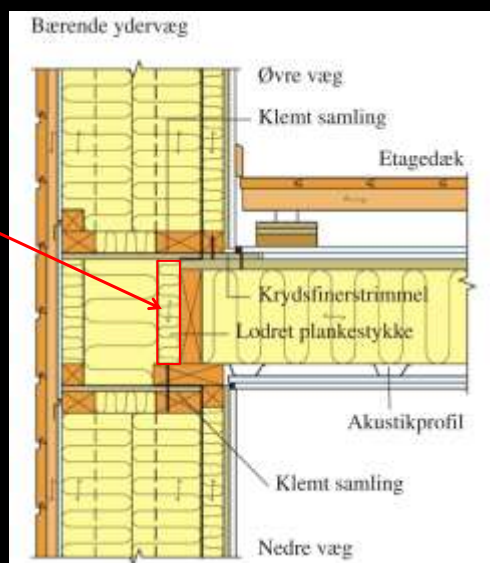 Bærende ydervæg
Øvre væg
Klemt samling
Etagedæk
Krydsfinerstrimmel
Lodret plankestykke
Akustikprofil
Klemt samling
Nedre væg